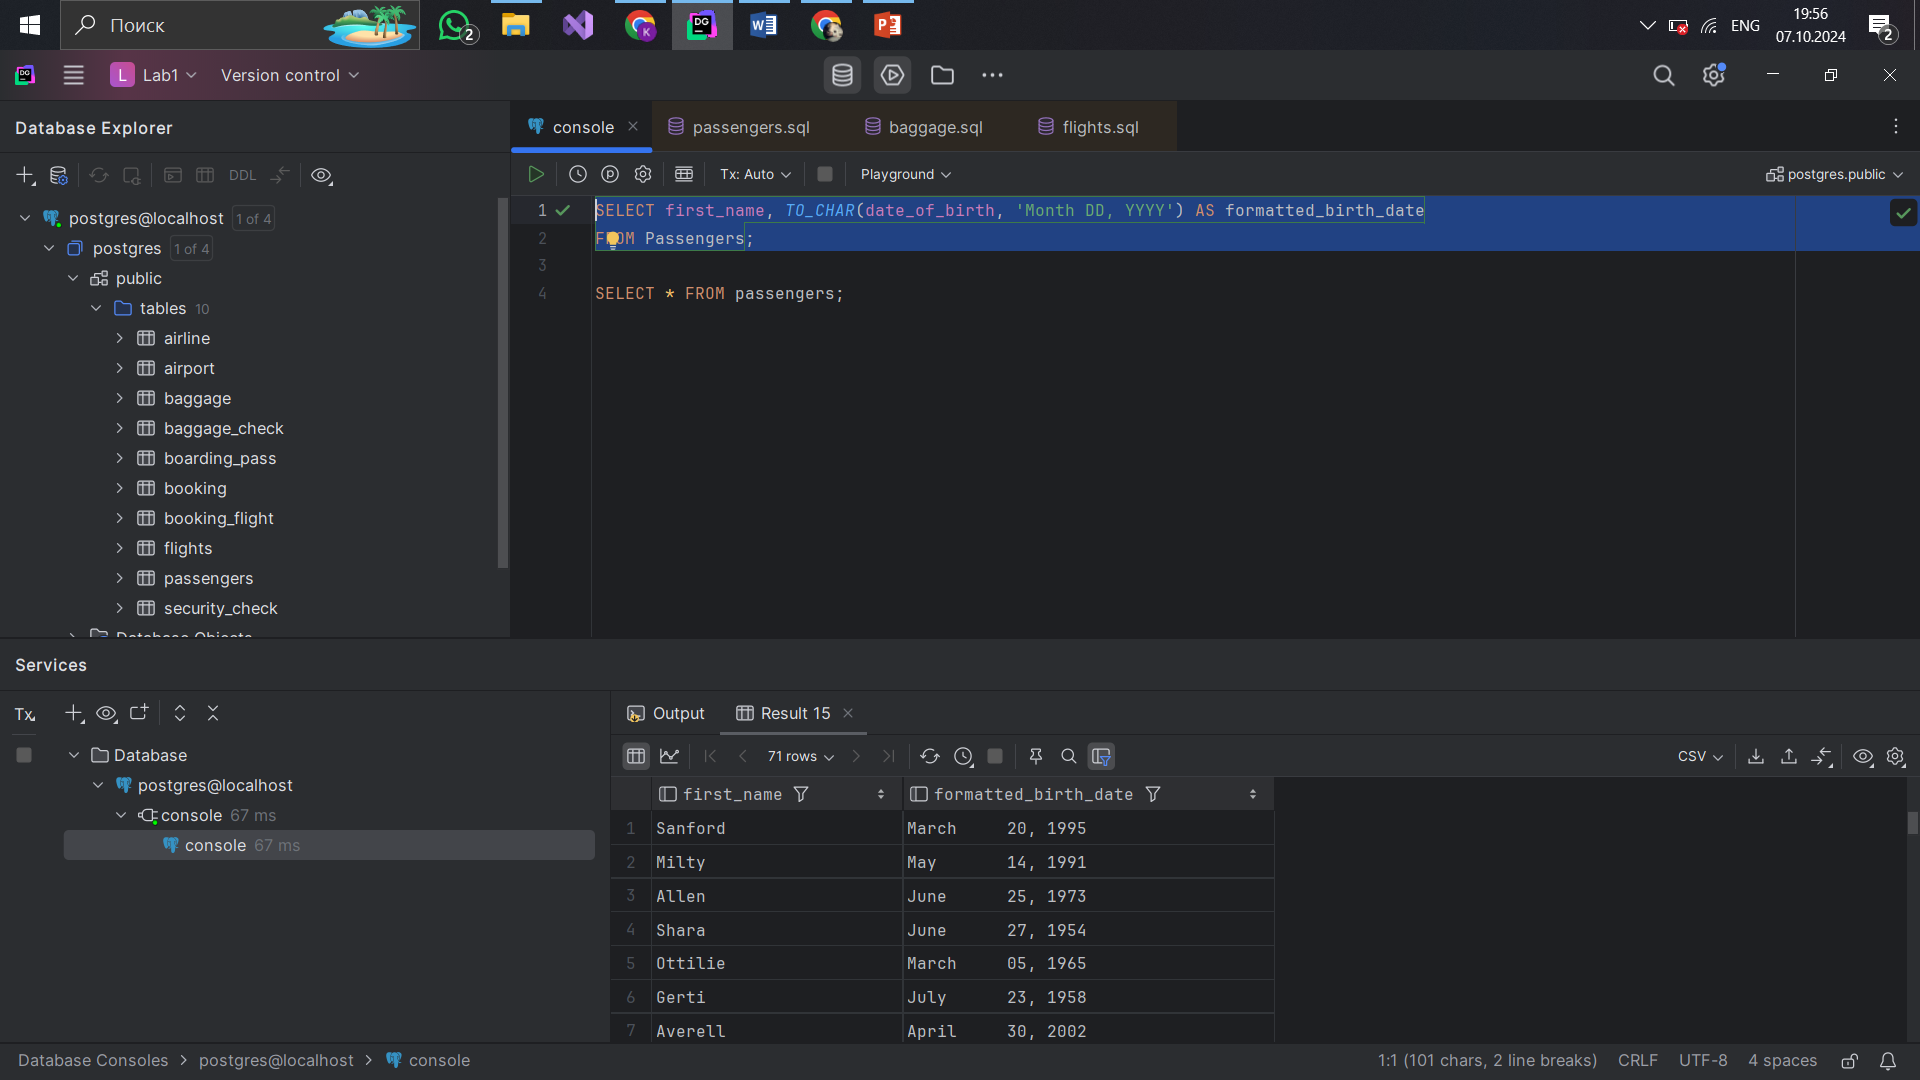 Поиск
2
ENG
19:56
07.10.2024
2
L Lab1
Version control
Database Explorer
console
passengers.sql
baggage.sql
flights.sql
DDL
Tx: Auto
Playground
postgres.public
postgres@localhost 1 of 4
postgres 1 of 4
public
tables 10
airline
airport
baggage
baggage_check
boarding_pass
booking
booking_flight
flights
passengers
security_check
Database Objects
1 SELECT first_name, TO_CHAR(date_of_birth, 'Month DD, YYYY') AS formatted_birth_date
2 FROM Passengers;
3
4 SELECT * FROM passengers;
Services
Tx
Database
postgres@localhost
console 67 ms
console 67 ms
Output
Result 15
71 rows
CSV
first_name formatted_birth_date
1 Sanford March 20, 1995
2 Milty May 14, 1991
3 Allen June 25, 1973
4 Shara June 27, 1954
5 Ottilie March 05, 1965
6 Gerti July 23, 1958
7 Averell April 30, 2002
Database Consoles > postgres@localhost > console
1:1 (101 chars, 2 line breaks) CRLF UTF-8 4 spaces